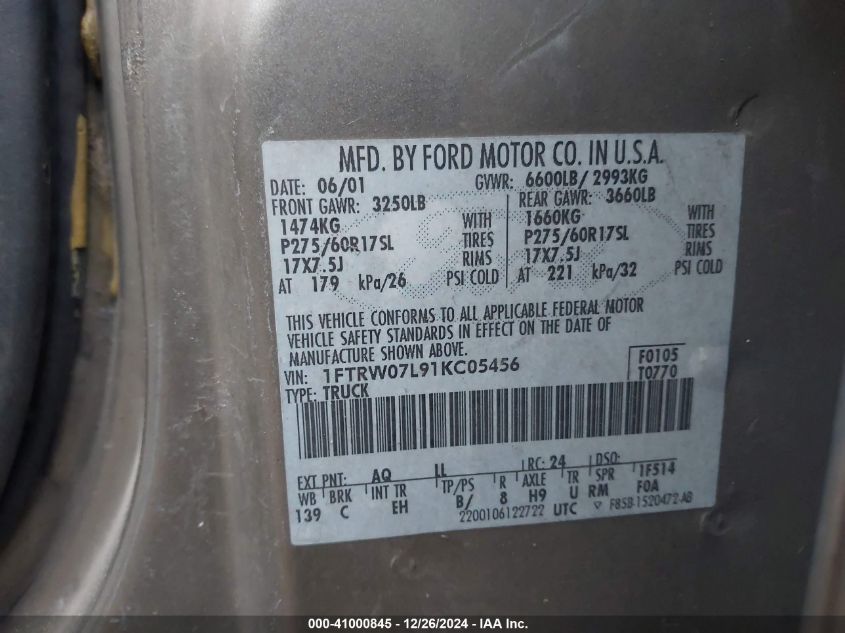 MFD. BY FORD MOTOR CO. IN U.S.A.
DATE: 06/01 GVWR: 6600LB/ 2993KG
FRONT GAWR: 3250LB REAR GAWR: 3660LB
1474KG WITH 1660KG WITH
P275/60R17SL TIRES P275/60R17SL TIRES
17X7.5J RIMS 17X7.5J RIMS
AT 179 kPa/26 PSI COLD AT 221 kPa/32 PSI COLD
THIS VEHICLE CONFORMS TO ALL APPLICABLE FEDERAL MOTOR
VEHICLE SAFETY STANDARDS IN EFFECT ON THE DATE OF
MANUFACTURE SHOWN ABOVE.
VIN: 1FTRW07L91KC05456 F0105
TYPE: TRUCK T0770
EXT PNT: AQ LL RC: 24 DSO:
WB BRK INT TR TP/PS R AXLE TR SPR 1F514
139 C EH B/ 8 H9 U RM F0A
2200106122722 UTC F85B-1520472-AB
000-41000845 - 12/26/2024 - IAA Inc.